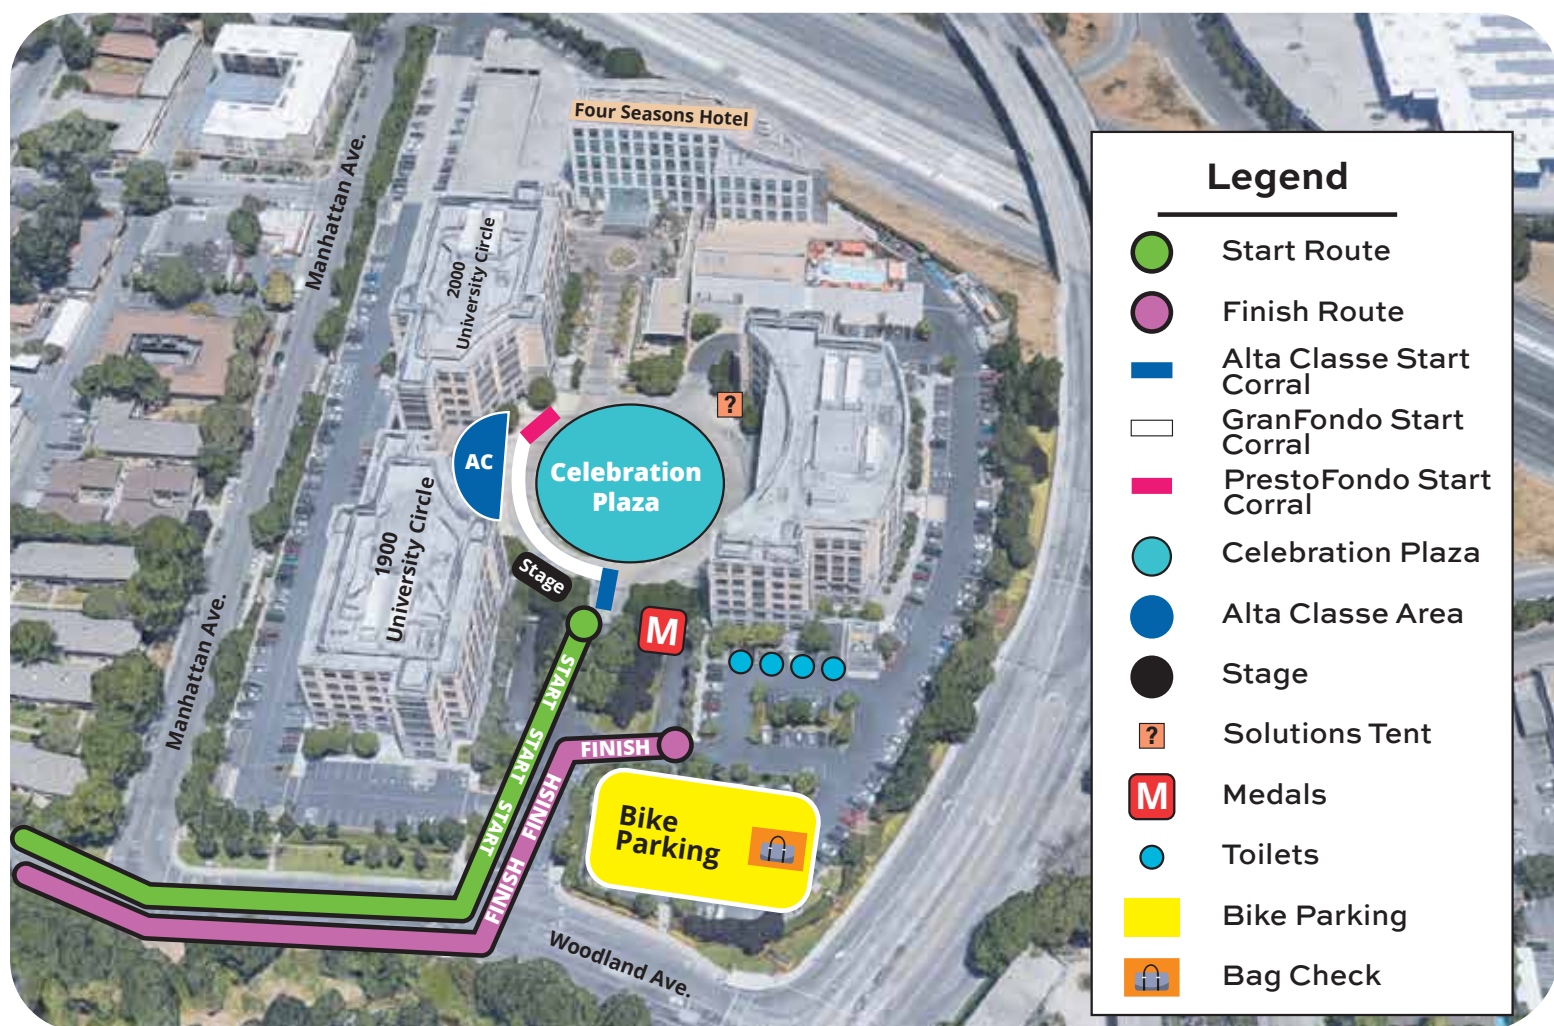 Four Seasons Hotel
Manhattan Ave.
2000
University Circle
?
AC
Celebration
Plaza
1900
University Circle
Stage
M
Manhattan Ave.
START START START
FINISH
FINISH FINISH
Bike
Parking
Woodland Ave.
Legend
Start Route
Finish Route
Alta Classe Start
Corral
GranFondo Start
Corral
PrestoFondo Start
Corral
Celebration Plaza
Alta Classe Area
Stage
?
Solutions Tent
M
Medals
Toilets
Bike Parking
Bag Check